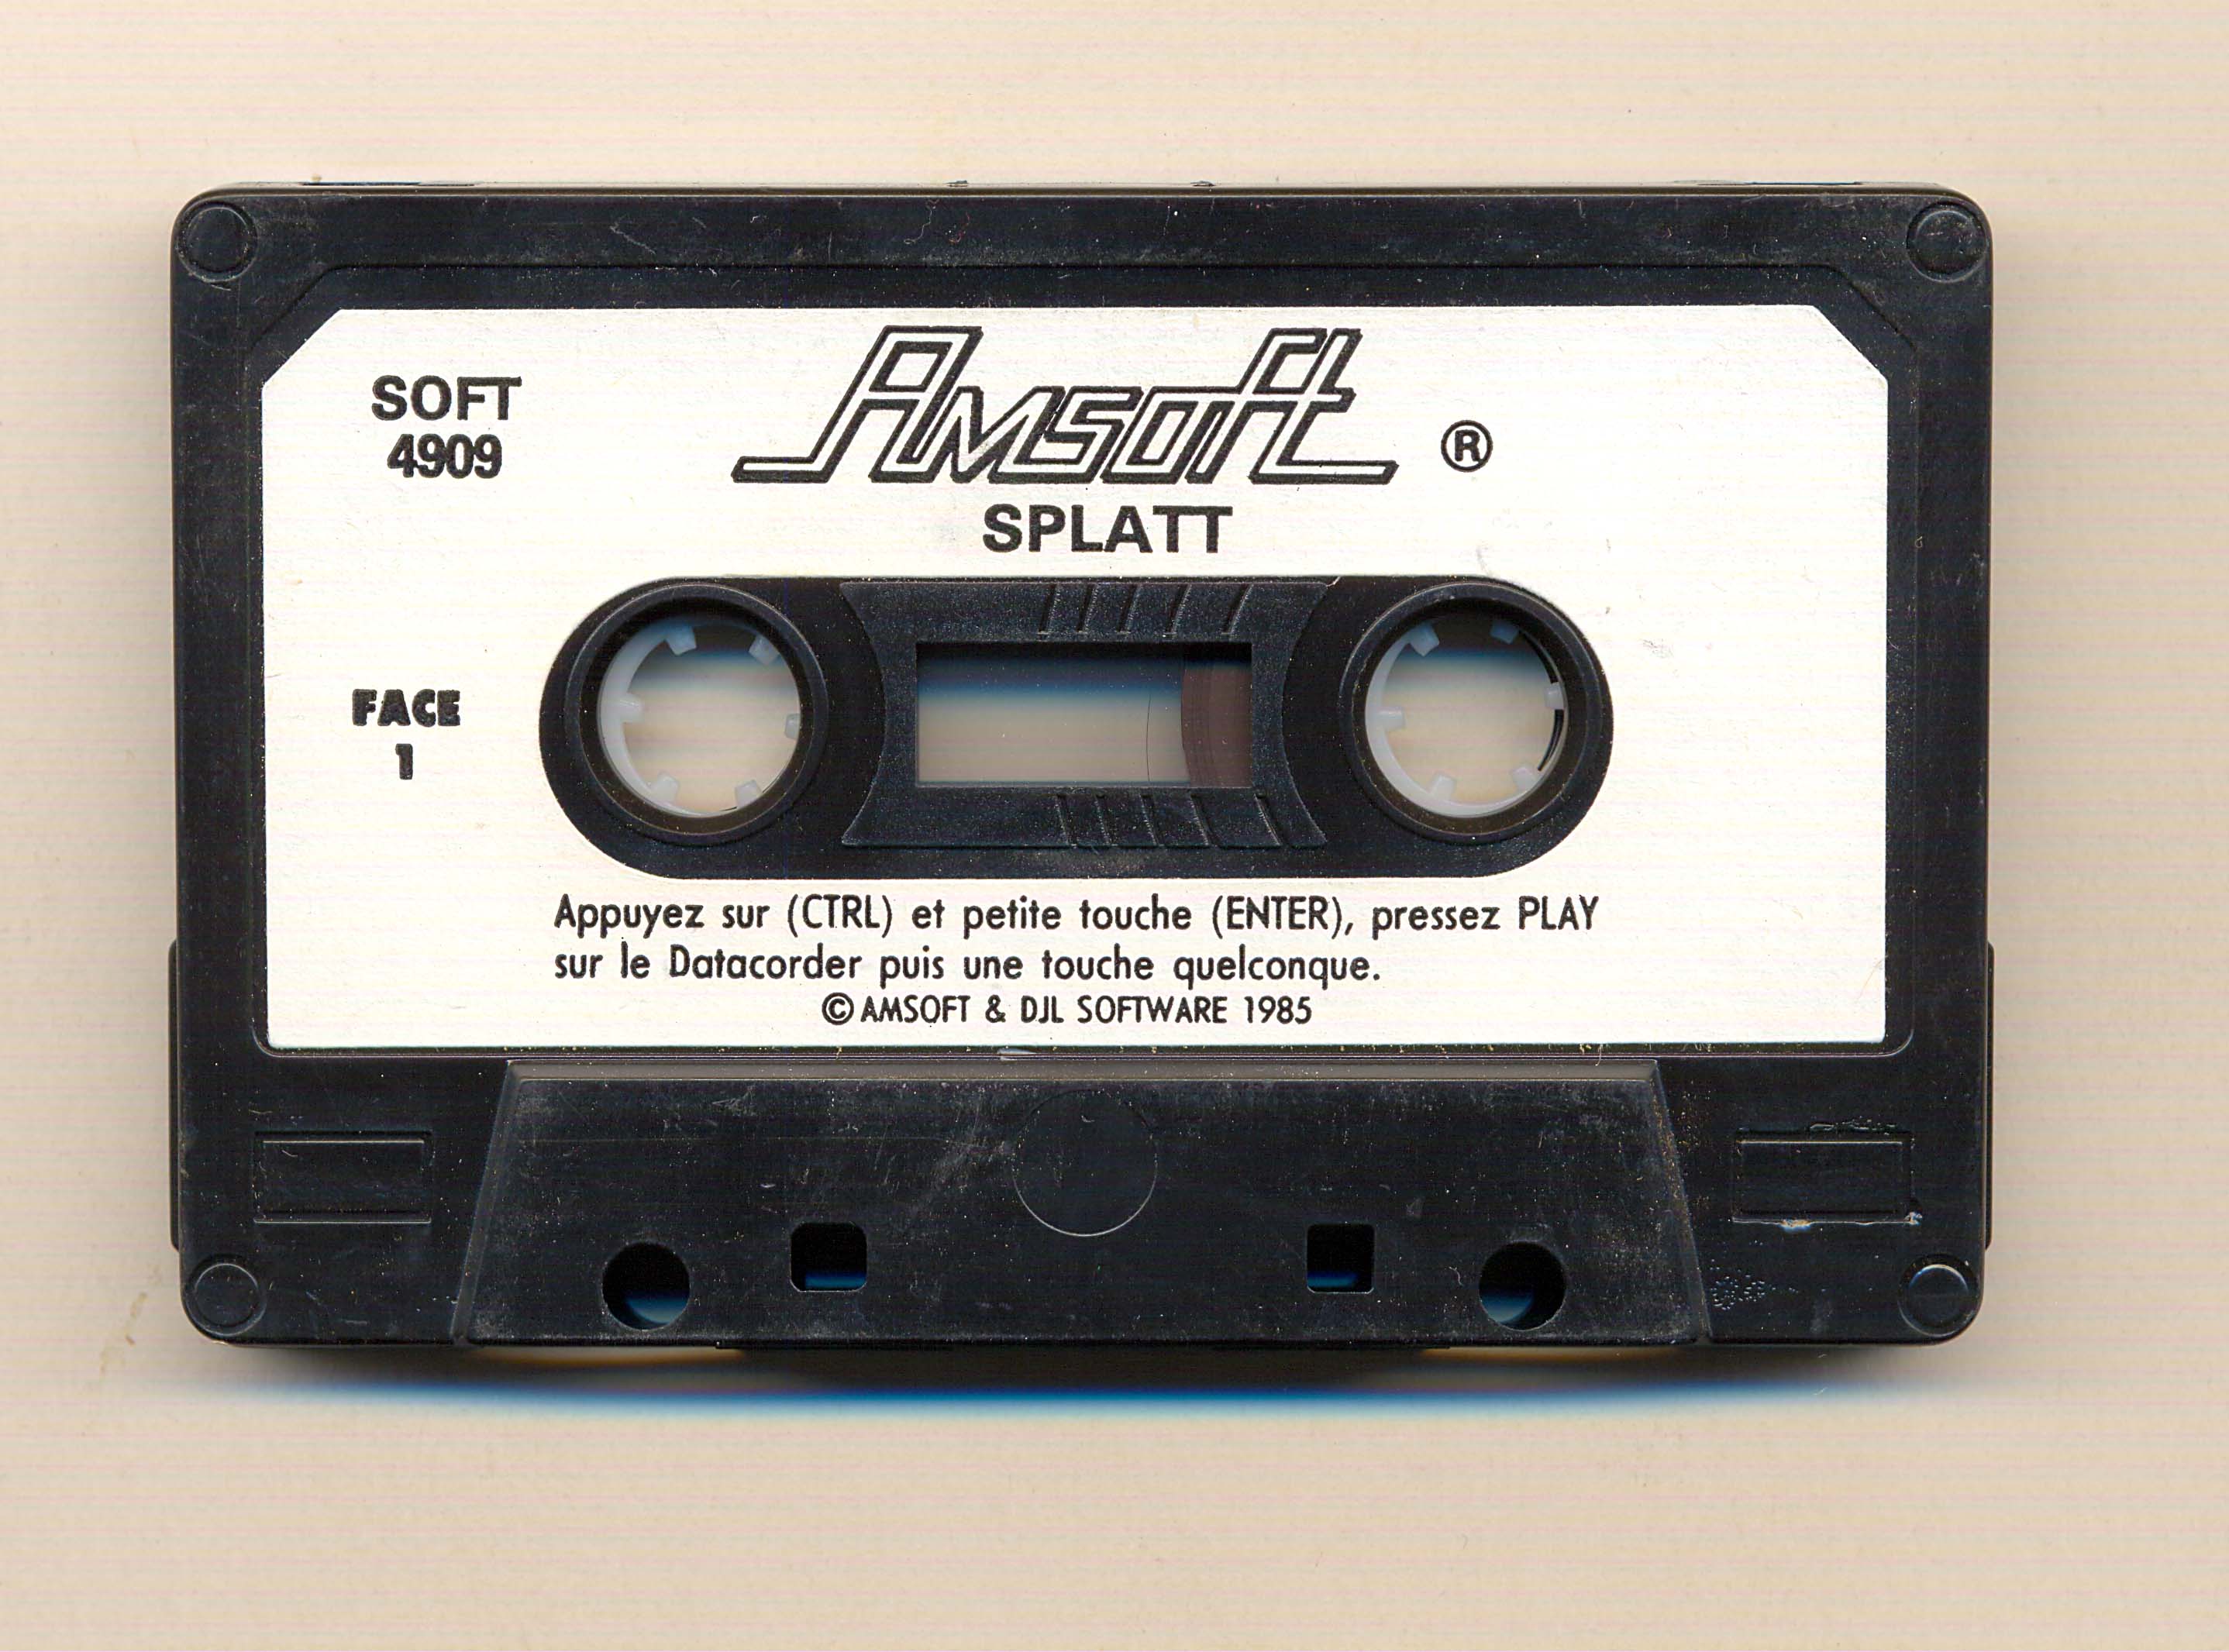 SOFT
4909
Amsoft ®
SPLATT
FACE
1
Appuyez sur (CTRL) et petite touche (ENTER), pressez PLAY
sur le Datacorder puis une touche quelconque.
© AMSOFT & DJL SOFTWARE 1985